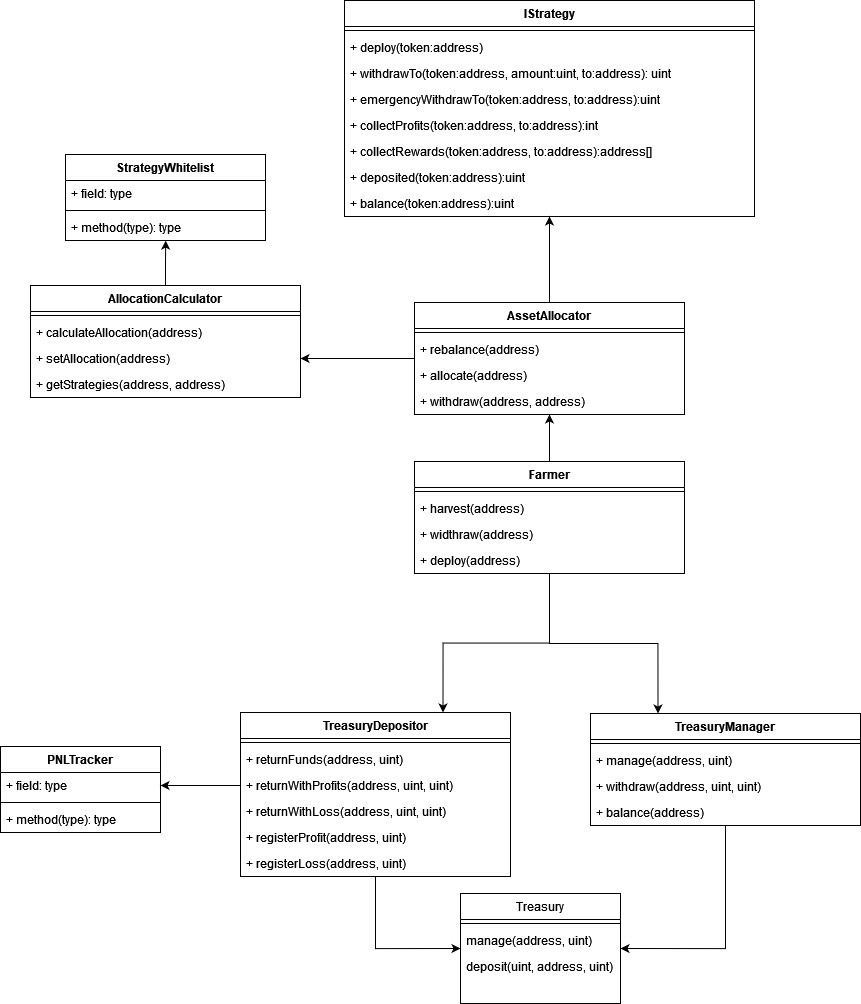 IStrategy
+ deploy(token:address)
+ withdrawTo(token:address, amount:uint, to:address): uint
+ emergencyWithdrawTo(token:address, to:address):uint
+ collectProfits(token:address, to:address):int
+ collectRewards(token:address, to:address):address[]
+ deposited(token:address):uint
+ balance(token:address):uint
StrategyWhitelist
+ field: type
+ method(type): type
AllocationCalculator
+ calculateAllocation(address)
+ setAllocation(address)
+ getStrategies(address, address)
AssetAllocator
+ rebalance(address)
+ allocate(address)
+ withdraw(address, address)
Farmer
+ harvest(address)
+ widthraw(address)
+ deploy(address)
TreasuryDepositor
+ returnFunds(address, uint)
+ returnWithProfits(address, uint, uint)
+ returnWithLoss(address, uint, uint)
+ registerProfit(address, uint)
+ registerLoss(address, uint)
TreasuryManager
+ manage(address, uint)
+ withdraw(address, uint, uint)
+ balance(address)
PNLTracker
+ field: type
+ method(type): type
Treasury
manage(address, uint)
deposit(uint, address, uint)